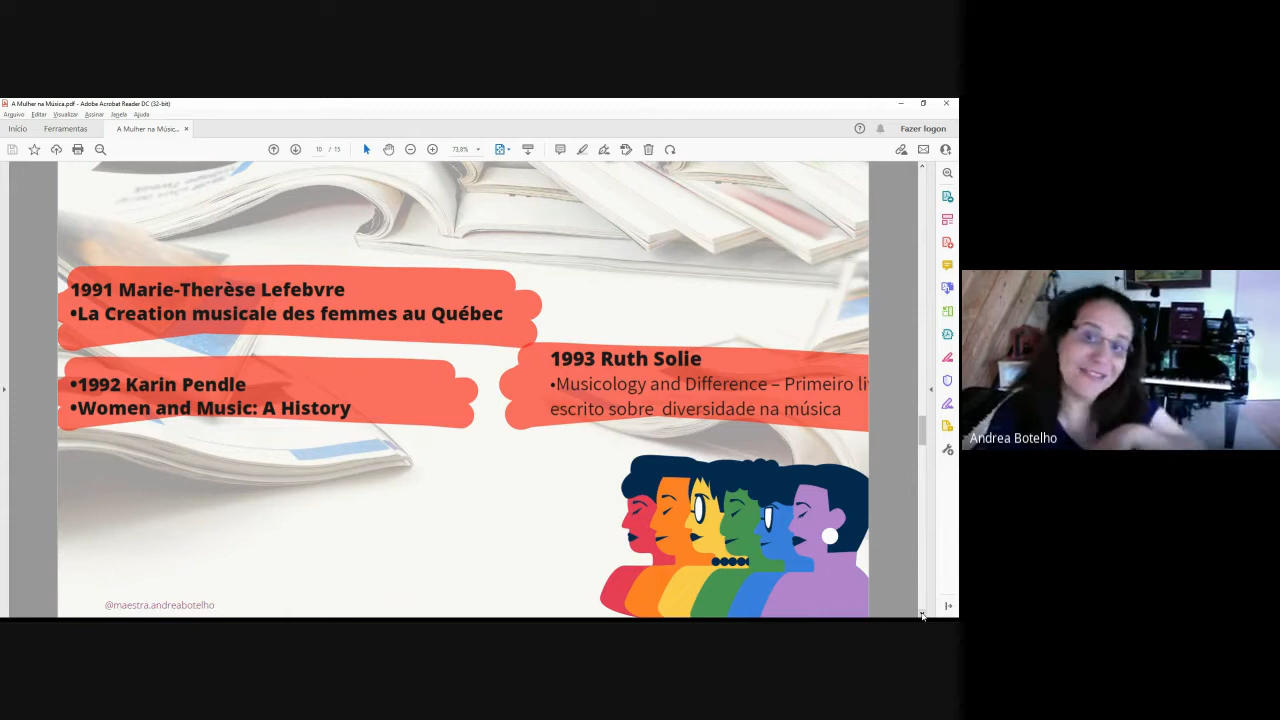 A Mulher na Música.pdf - Adobe Acrobat Reader DC (32-bit)
Arquivo Editar Visualizar Assinar Janela Ajuda
Início Ferramentas A Mulher na Músic... × Fazer logon
10 / 15 73,8%
1991 Marie-Therèse Lefebvre
•La Creation musicale des femmes au Québec
•1992 Karin Pendle
•Women and Music: A History
1993 Ruth Solie
•Musicology and Difference – Primeiro li
escrito sobre diversidade na música
@maestra.andreabotelho
Andrea Botelho